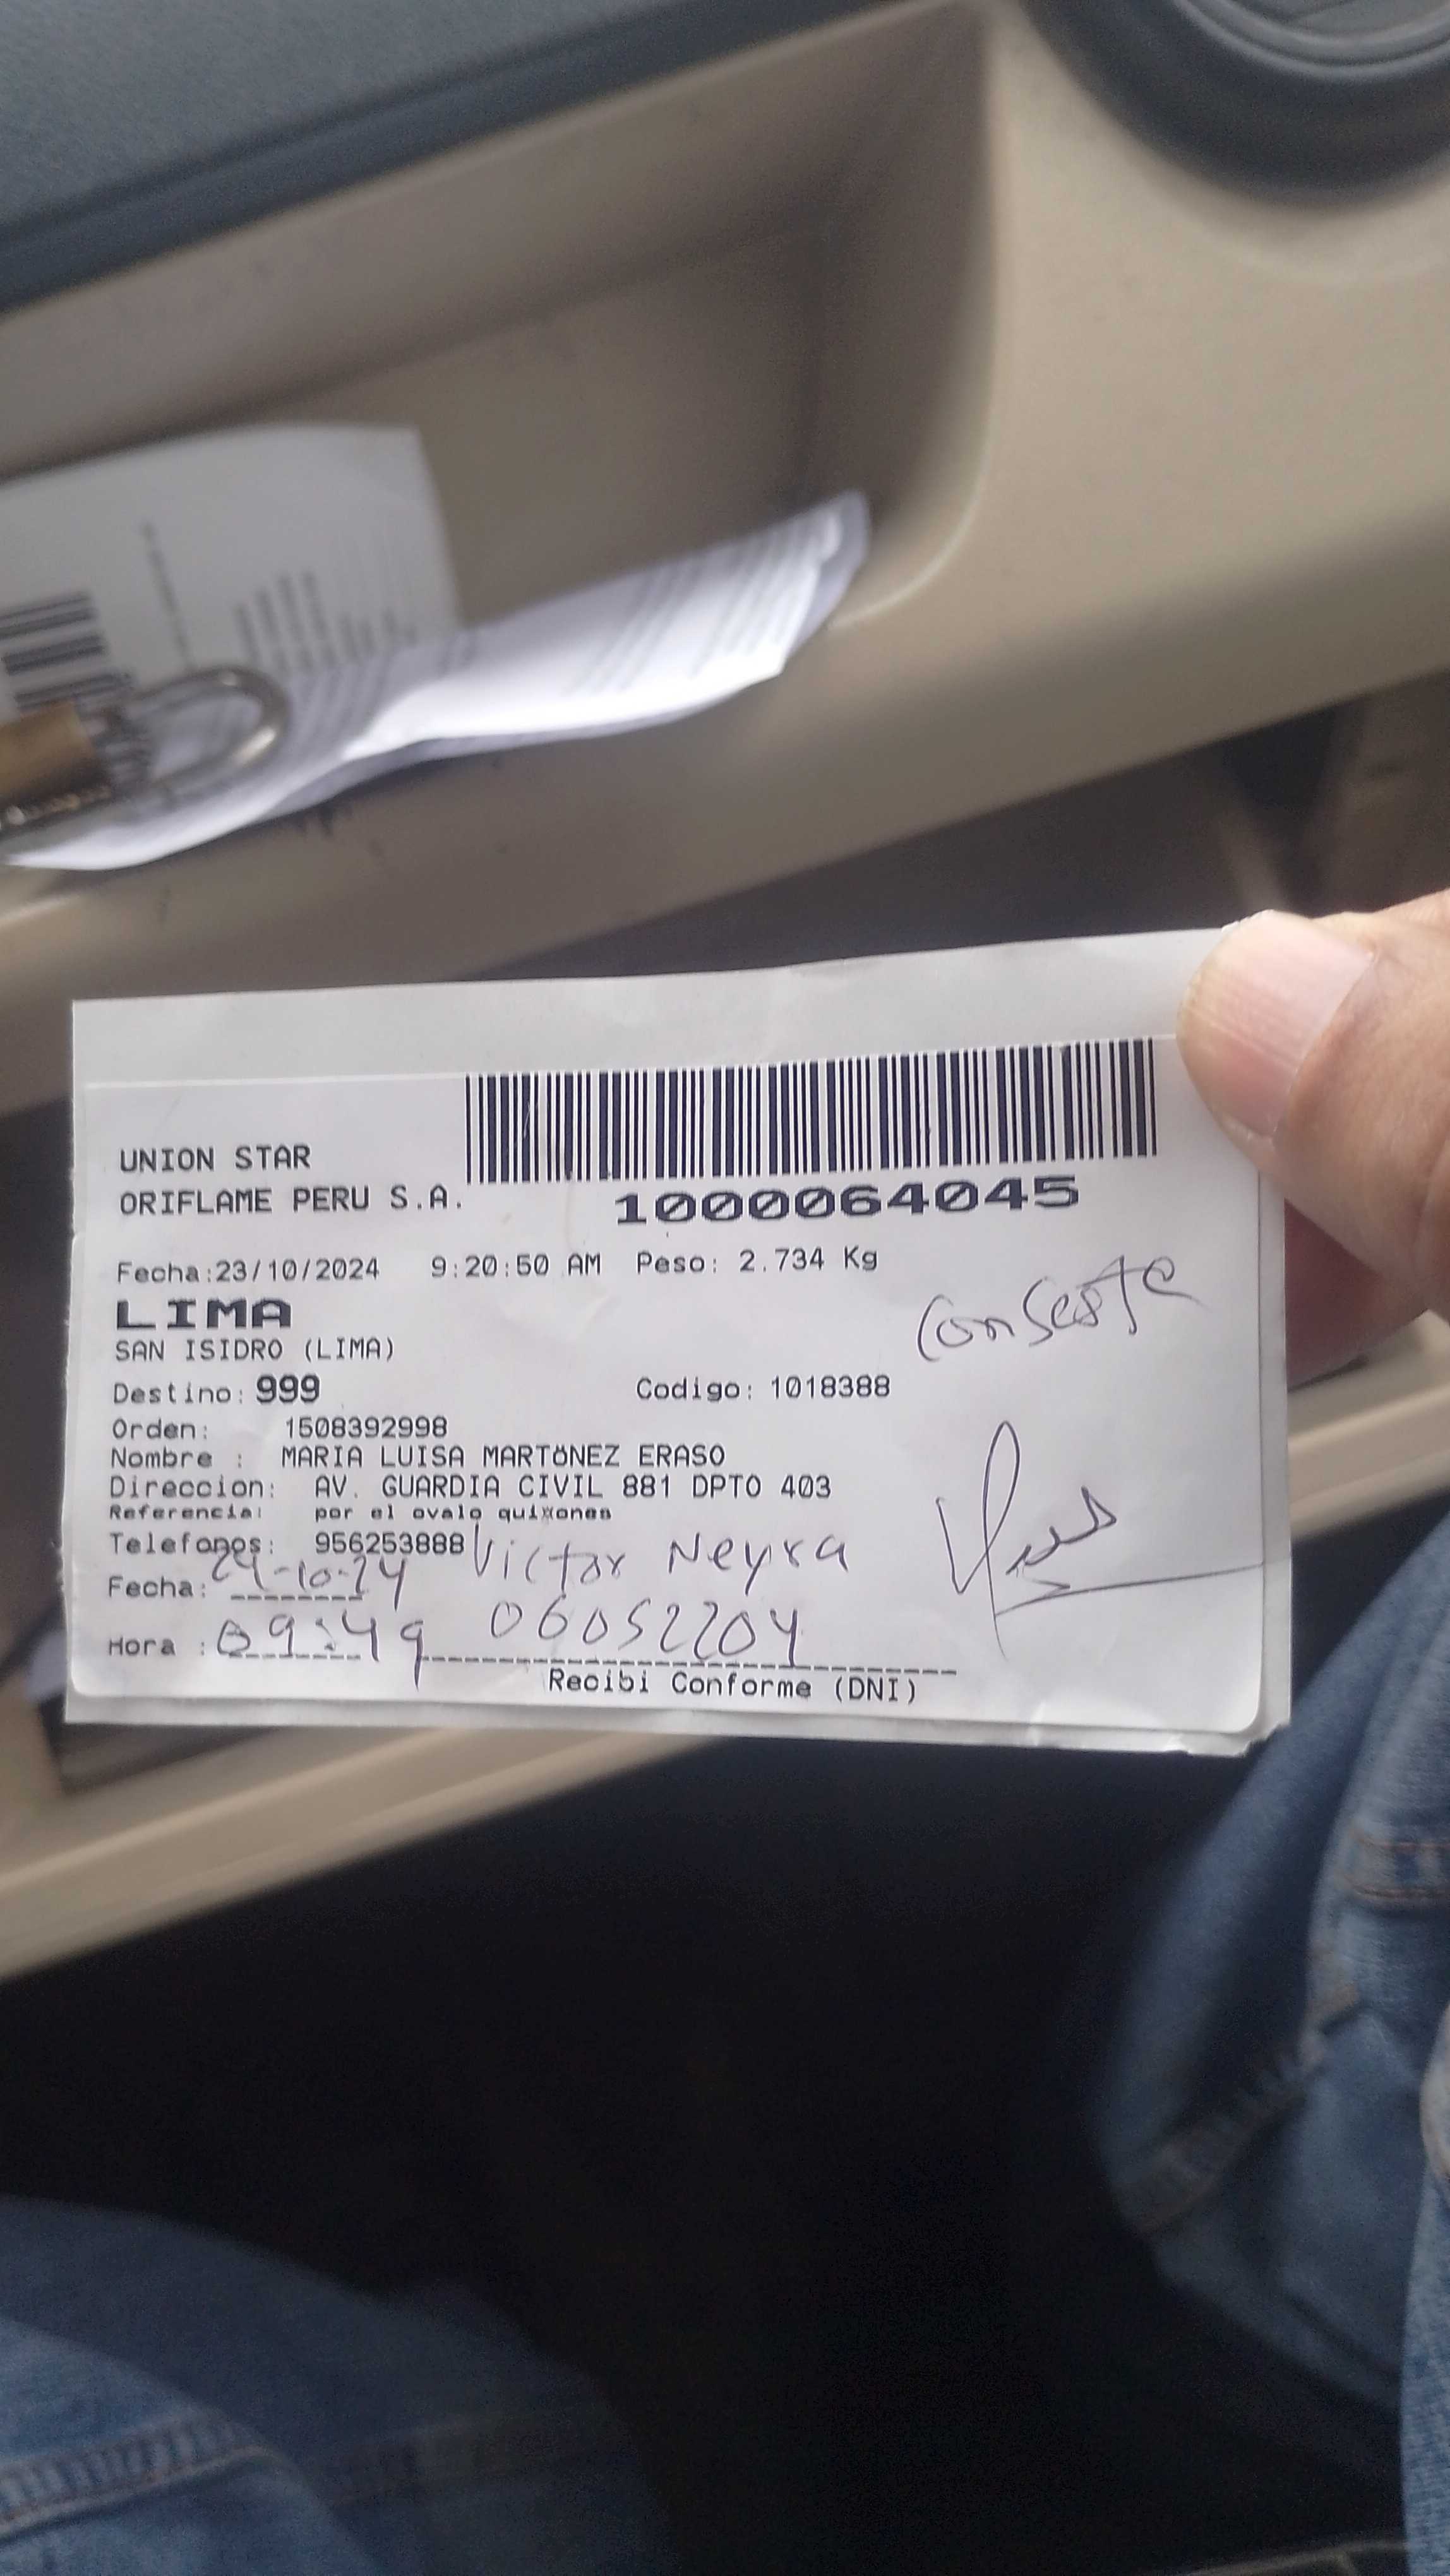 UNION STAR
ORIFLAME PERU S.A.
1000064045
Fecha:23/10/2024 9:20:50 AM Peso: 2.734 Kg
LIMA
SAN ISIDRO (LIMA)
Destino: 999 Codigo: 1018388
Orden: 1508392998
Nombre : MARIA LUISA MARTÖNEZ ERASO
Direccion: AV. GUARDIA CIVIL 881 DPTO 403
Referencia: por el ovalo quixones
Telefonos: 956253888 Victor Neyra
Fecha: 24-10-24
Hora : 09:49 06052204
Recibi Conforme (DNI)